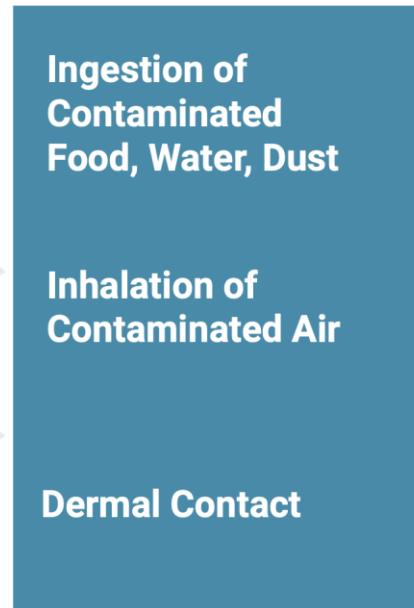 Ingestion of
Contaminated
Food, Water, Dust
Inhalation of
Contaminated Air
Dermal Contact